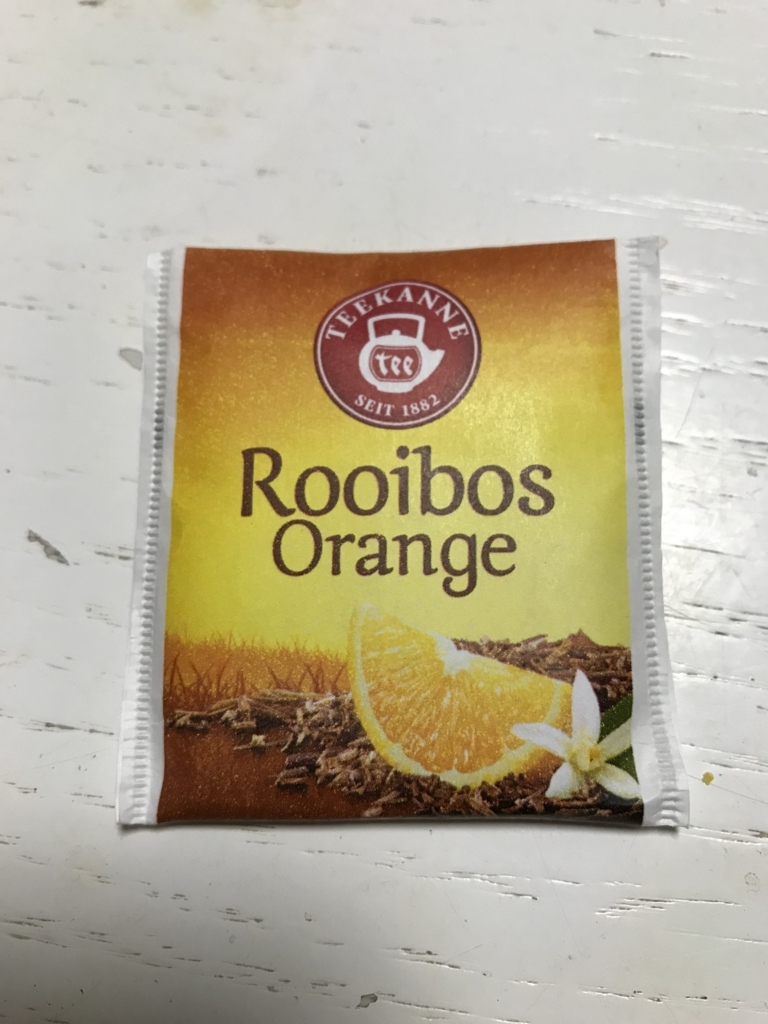 TEEKANNE
tee
SEIT 1882
Rooibos
Orange